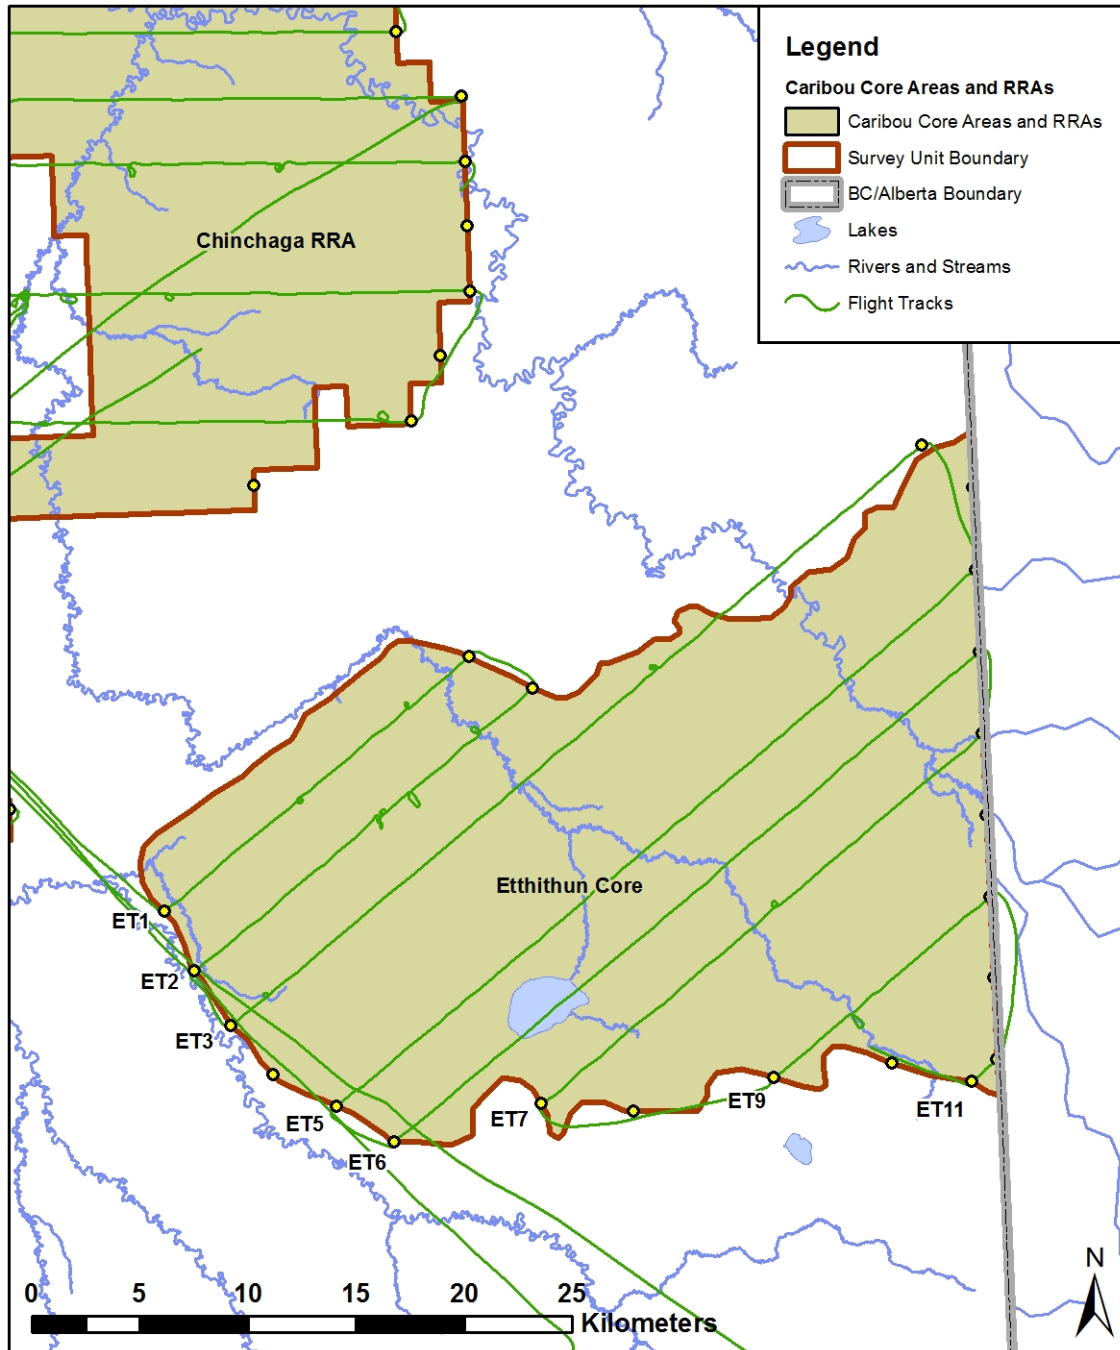 Legend
Caribou Core Areas and RRAs
Caribou Core Areas and RRAs
Survey Unit Boundary
BC/Alberta Boundary
Lakes
Rivers and Streams
Flight Tracks
Chinchaga RRA
Etthithun Core
ET1
ET2
ET3
ET5
ET6
ET7
ET9
ET11
N
0 5 10 15 20 25
Kilometers